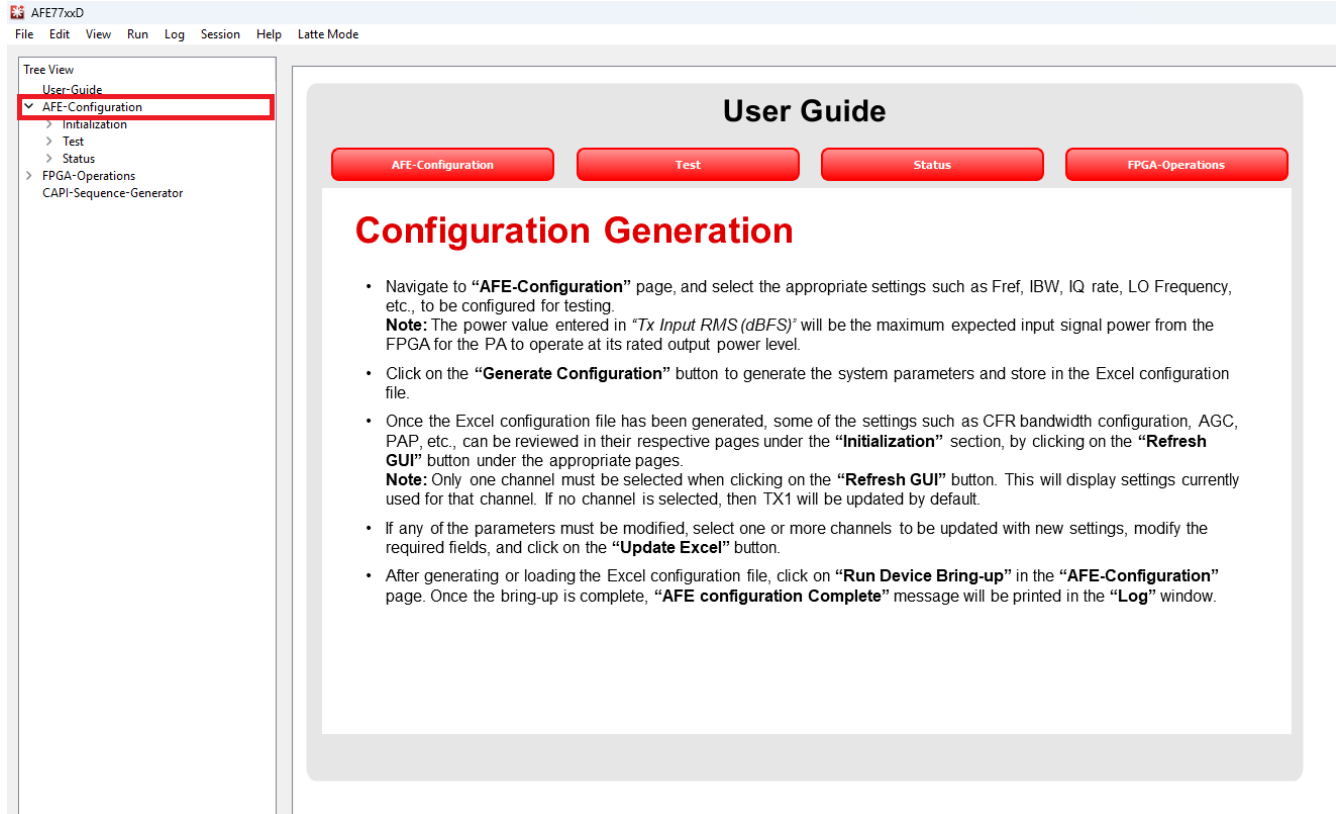 AFE77xxD
File Edit View Run Log Session Help Latte Mode
Tree View
User-Guide
AFE-Configuration
Initialization
Test
Status
FPGA-Operations
CAPI-Sequence-Generator
User Guide
AFE-Configuration Test Status FPGA-Operations
Configuration Generation
• Navigate to “AFE-Configuration” page, and select the appropriate settings such as Fref, IBW, IQ rate, LO Frequency,
etc., to be configured for testing.
Note: The power value entered in “Tx Input RMS (dBFS)” will be the maximum expected input signal power from the
FPGA for the PA to operate at its rated output power level.
• Click on the “Generate Configuration” button to generate the system parameters and store in the Excel configuration
file.
• Once the Excel configuration file has been generated, some of the settings such as CFR bandwidth configuration, AGC,
PAP, etc., can be reviewed in their respective pages under the “Initialization” section, by clicking on the “Refresh
GUI” button under the appropriate pages.
Note: Only one channel must be selected when clicking on the “Refresh GUI” button. This will display settings currently
used for that channel. If no channel is selected, then TX1 will be updated by default.
• If any of the parameters must be modified, select one or more channels to be updated with new settings, modify the
required fields, and click on the “Update Excel” button.
• After generating or loading the Excel configuration file, click on “Run Device Bring-up” in the “AFE-Configuration”
page. Once the bring-up is complete, “AFE configuration Complete” message will be printed in the “Log” window.